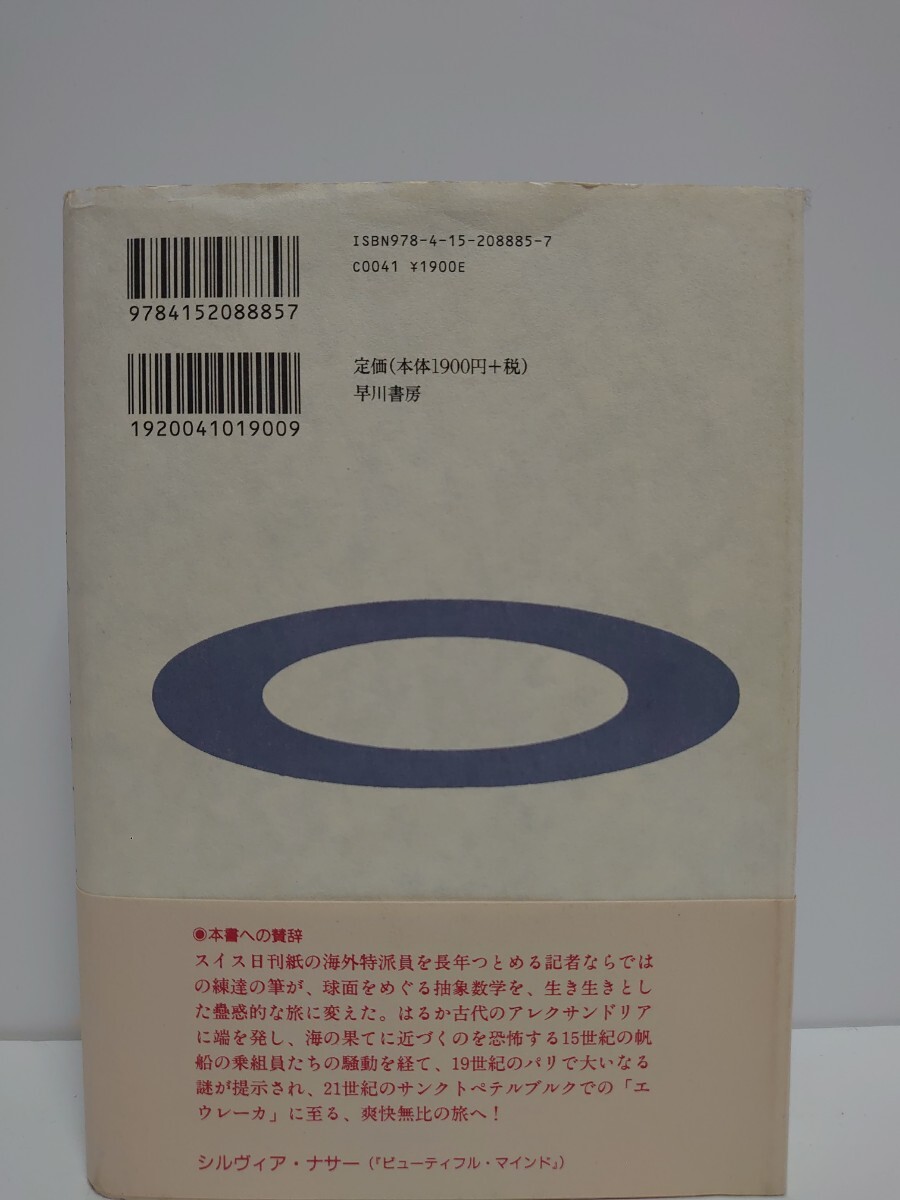 ISBN978-4-15-208885-7
C0041 ¥1900E
9784152088857
定価(本体1900円+税)
早川書房
1920041019009
◉本書への賛辞
スイス日刊紙の海外特派員を長年つとめる記者ならでは
の練達の筆が、球面をめぐる抽象数学を、生き生きとし
た蠱惑的な旅に変えた。はるか古代のアレクサンドリア
に端を発し、海の果てに近づくのを恐怖する15世紀の帆
船の乗組員たちの騒動を経て、19世紀のパリで大いなる
謎が提示され、21世紀のサンクトペテルブルクでの「エ
ウレーカ」に至る、爽快無比の旅へ！
シルヴィア・ナサー(『ビューティフル・マインド』)